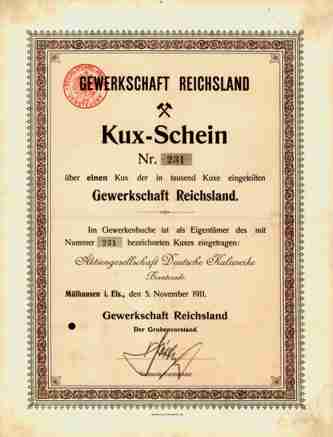 GEWERKSCHAFT REICHSLAND
Kux-Schein
Nr. 231
über einen Kux der in tausend Kuxe eingeteilten
Gewerkschaft Reichsland.
Im Gewerkenbuche ist als Eigentümer des mit
Nummer 231 bezeichneten Kuxes eingetragen:
Aktiengesellschaft Deutsche Kaliwerke
Mülhausen i. Els., den 5. November 1911.
Gewerkschaft Reichsland
Der Grubenvorstand.